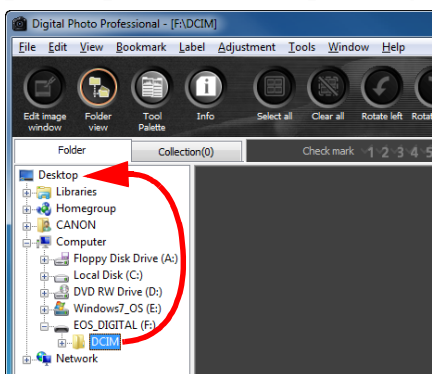 Digital Photo Professional - [F:\DCIM]
File Edit View Bookmark Label Adjustment Tools Window Help
Edit image window
Folder view
Tool Palette
Info
Select all
Clear all
Rotate left
Folder
Collection(0)
Check mark 1 2 3 4 5
Desktop
Libraries
Homegroup
CANON
Computer
Floppy Disk Drive (A:)
Local Disk (C:)
DVD RW Drive (D:)
Windows7_OS (E:)
EOS_DIGITAL (F:)
DCIM
Network